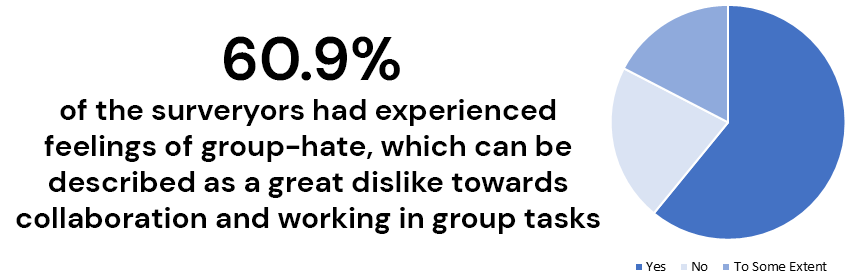 60.9%
of the surveryors had experienced
feelings of group-hate, which can be
described as a great dislike towards
collaboration and working in group tasks
Yes No To Some Extent